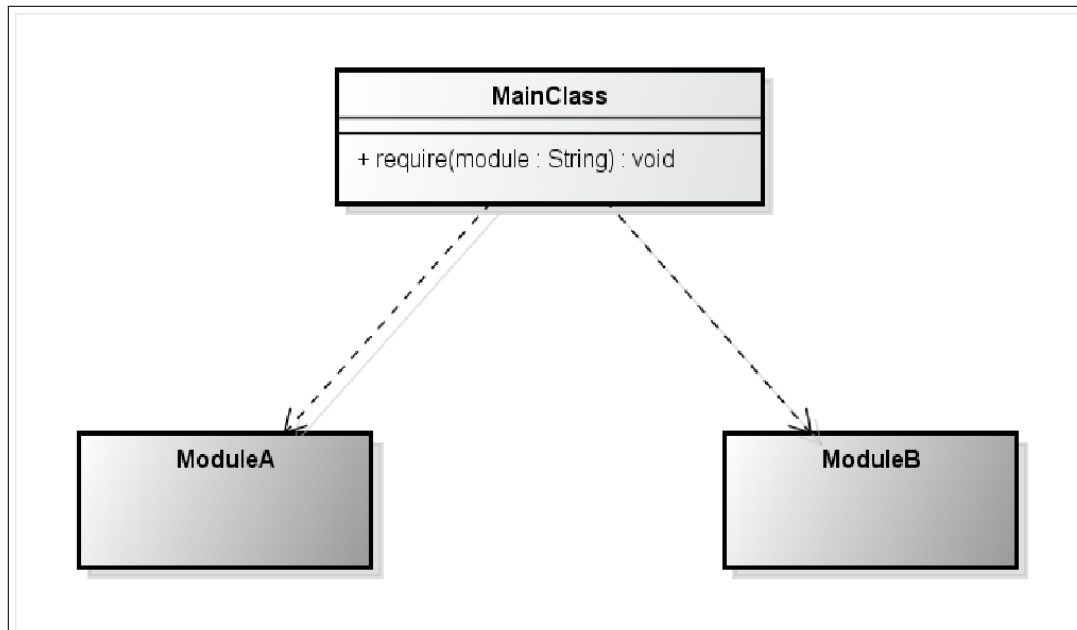 MainClass
+ require(module : String) : void
ModuleA
ModuleB